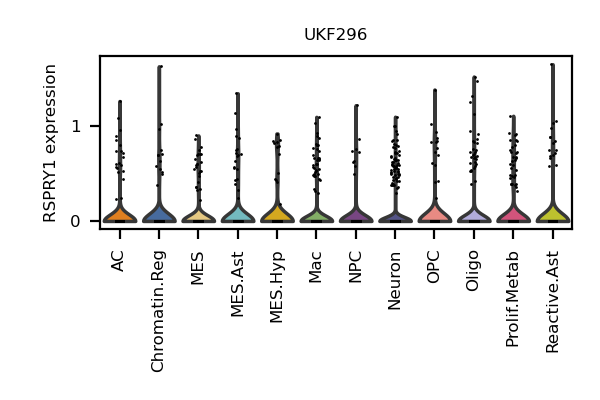 UKF296
RSPRY1 expression
1
0
AC
Chromatin.Reg
MES
MES.Ast
MES.Hyp
Mac
NPC
Neuron
OPC
Oligo
Prolif.Metab
Reactive.Ast